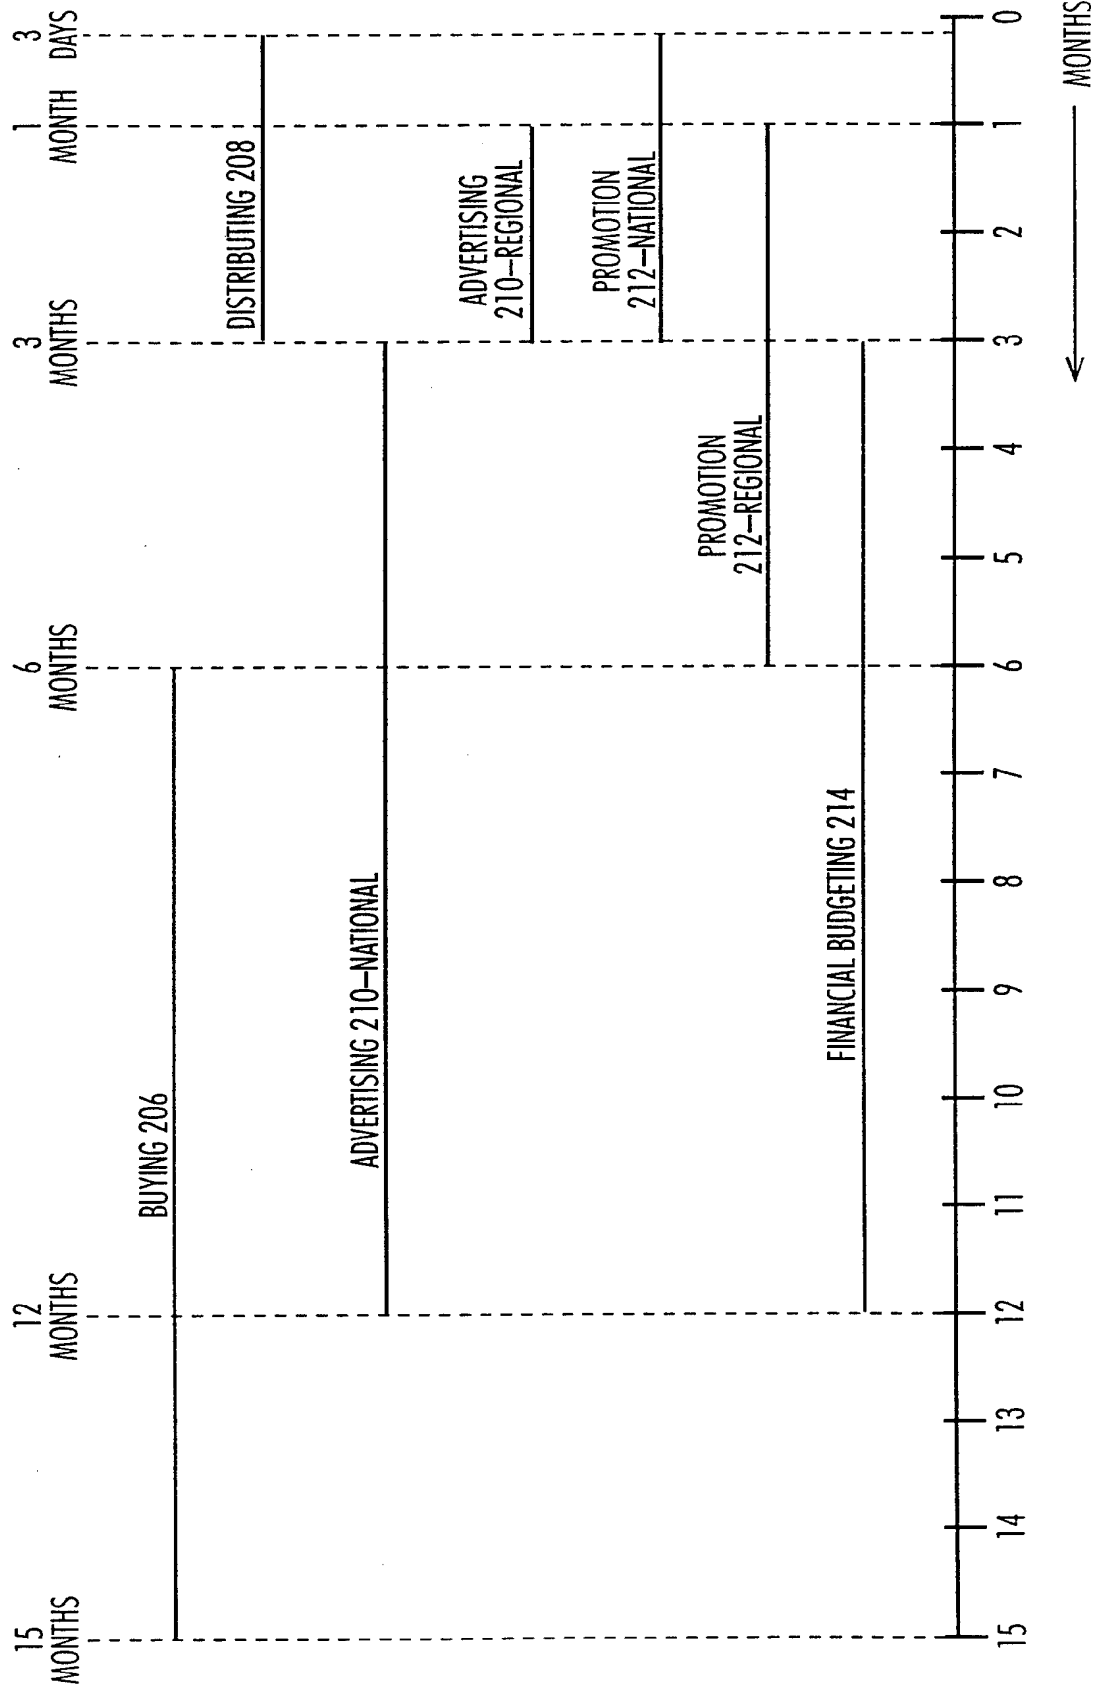 15
MONTHS
12
MONTHS
6
MONTHS
3
MONTHS
1
MONTH
3
DAYS
BUYING 206
DISTRIBUTING 208
ADVERTISING 210–NATIONAL
ADVERTISING
210–REGIONAL
PROMOTION
212–NATIONAL
PROMOTION
212–REGIONAL
FINANCIAL BUDGETING 214
15 14 13 12 11 10 9 8 7 6 5 4 3 2 1 0
MONTHS